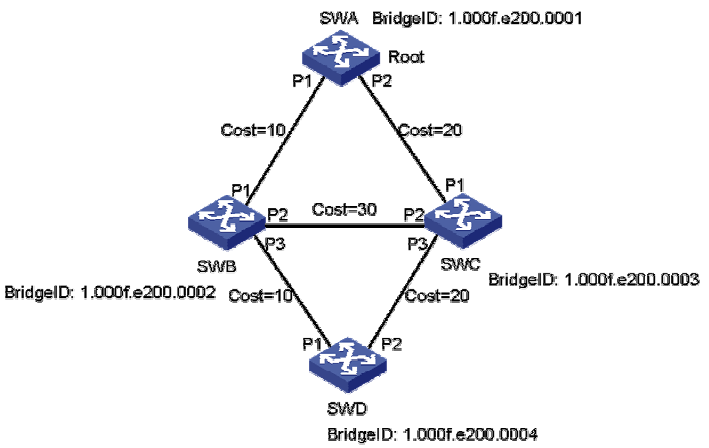 SWA BridgeID: 1.000f.e200.0001
Root
P1 P2
Cost=10 Cost=20
P1 P1
P2 Cost=30 P2
P3 P3
SWB SWC
BridgeID: 1.000f.e200.0002 BridgeID: 1.000f.e200.0003
Cost=10 Cost=20
P1 P2
SWD
BridgeID: 1.000f.e200.0004